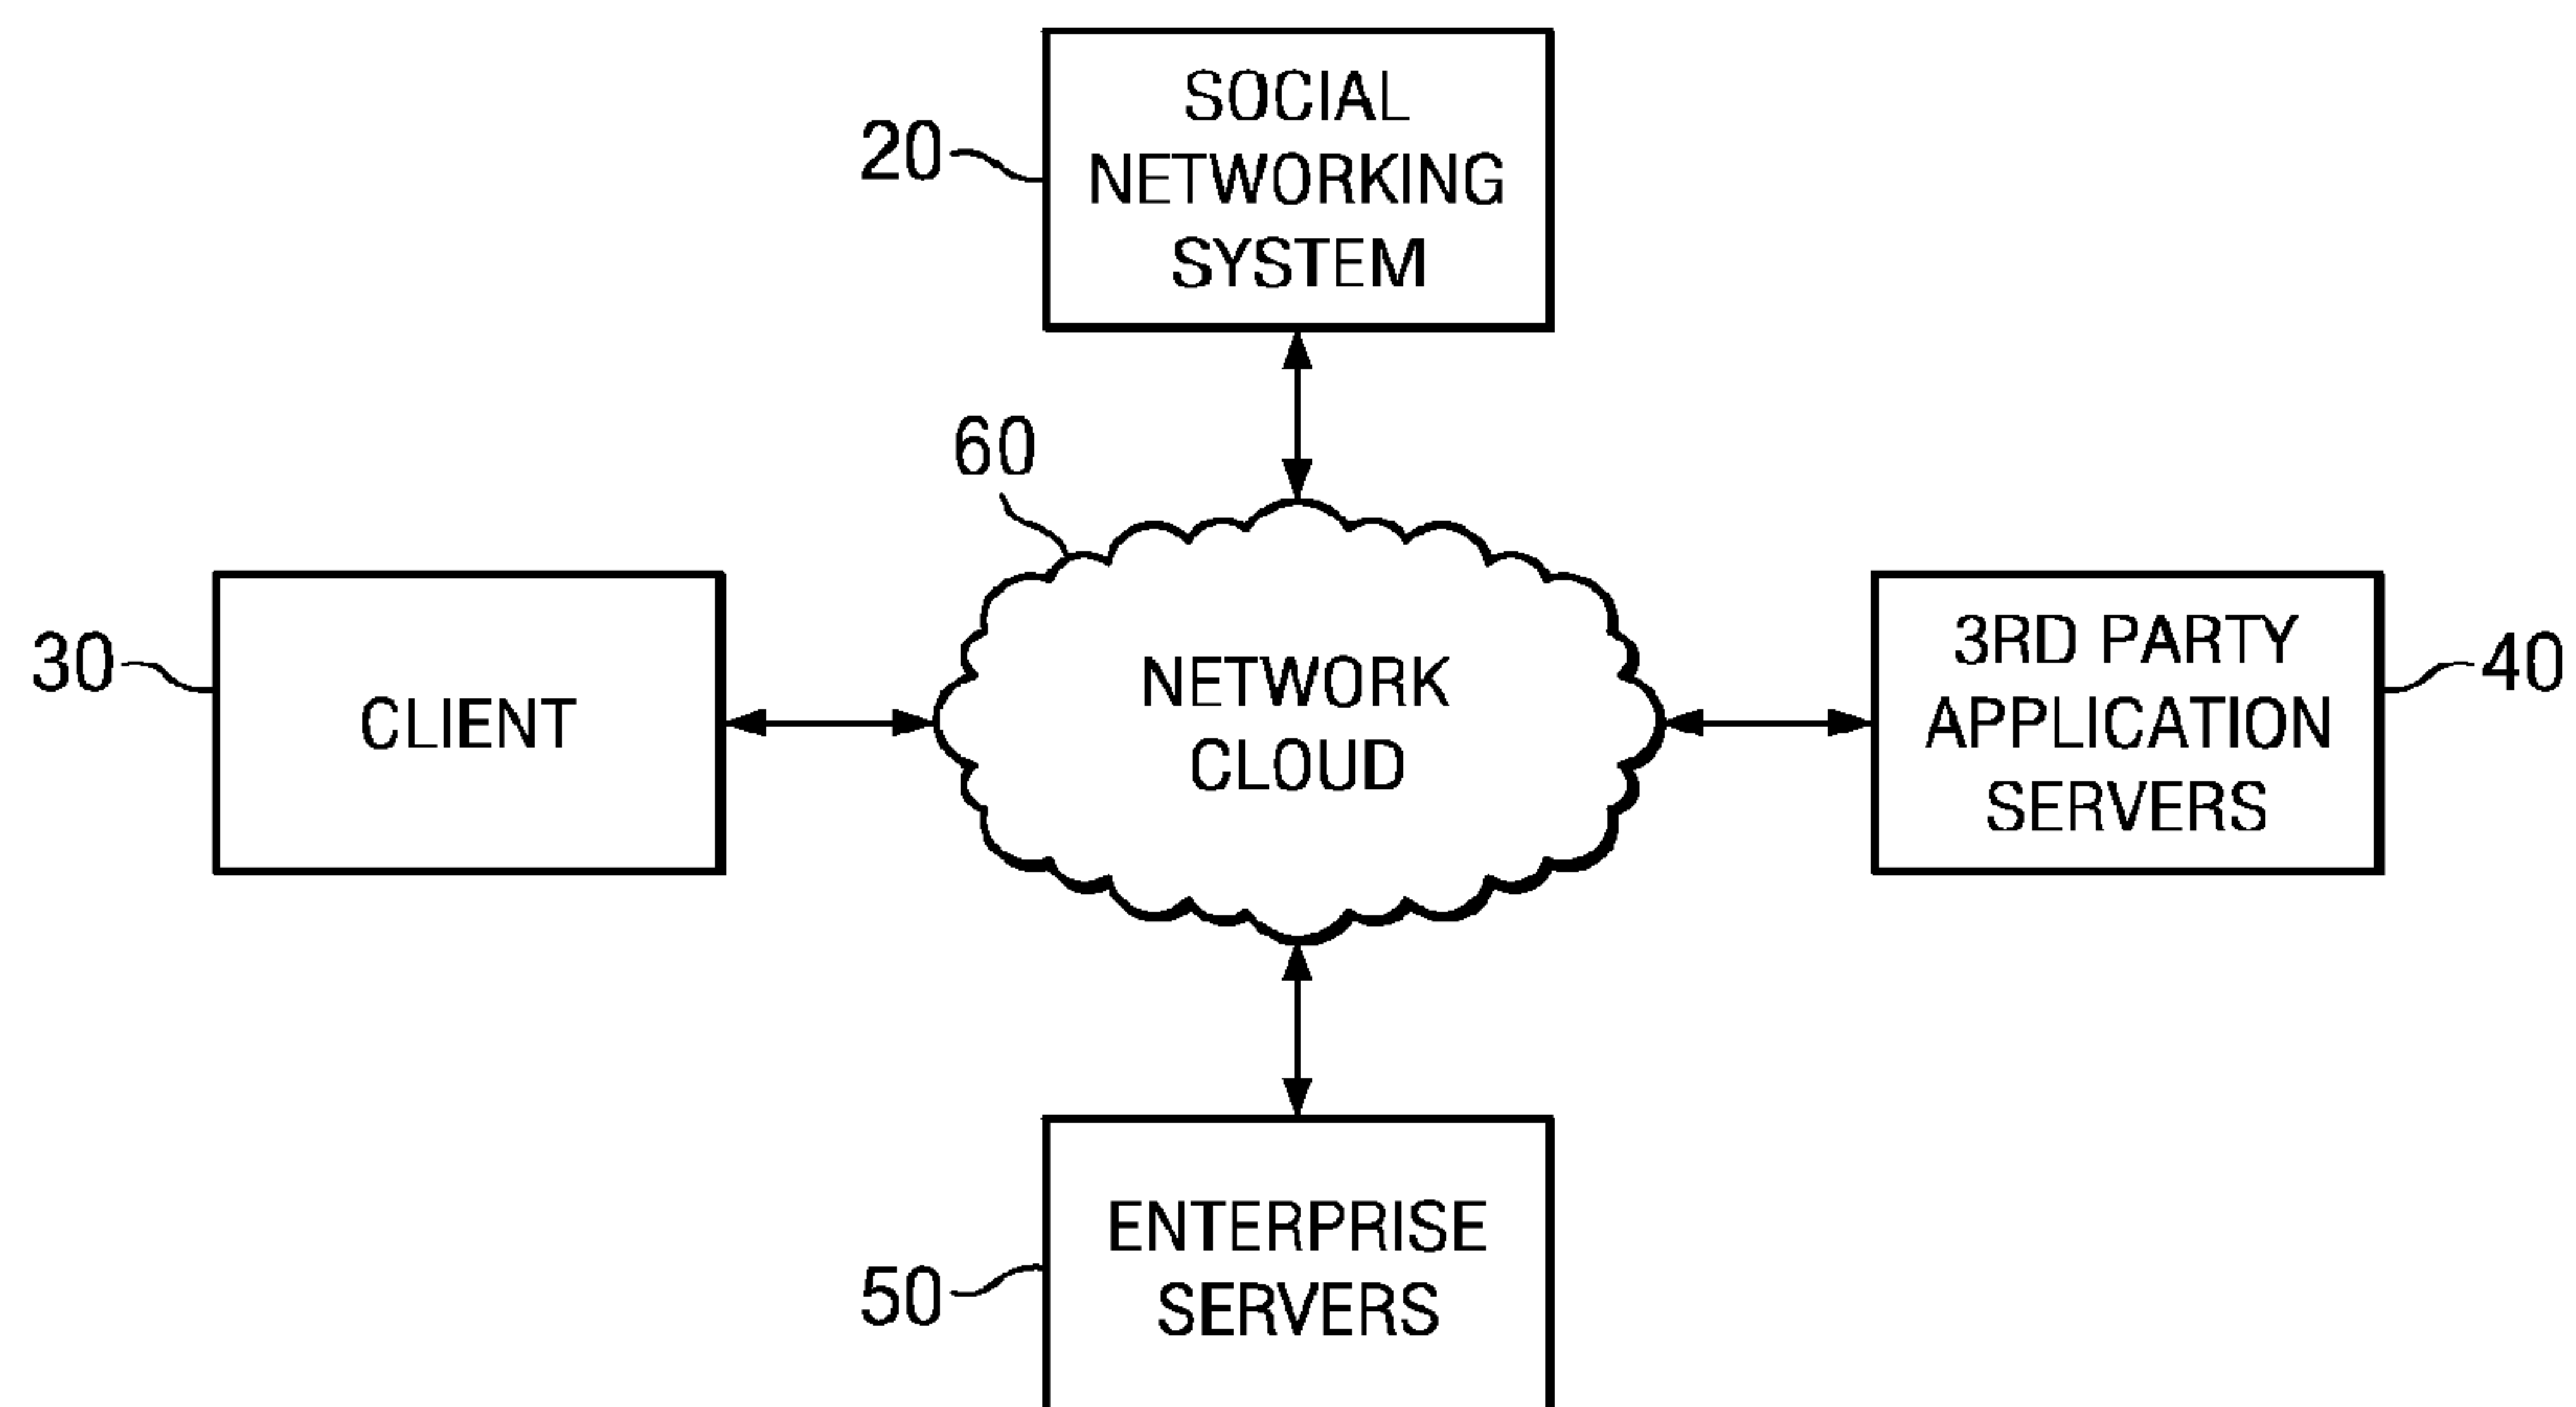 20
SOCIAL
NETWORKING
SYSTEM
60
30
CLIENT
NETWORK
CLOUD
3RD PARTY
APPLICATION
SERVERS
40
50
ENTERPRISE
SERVERS